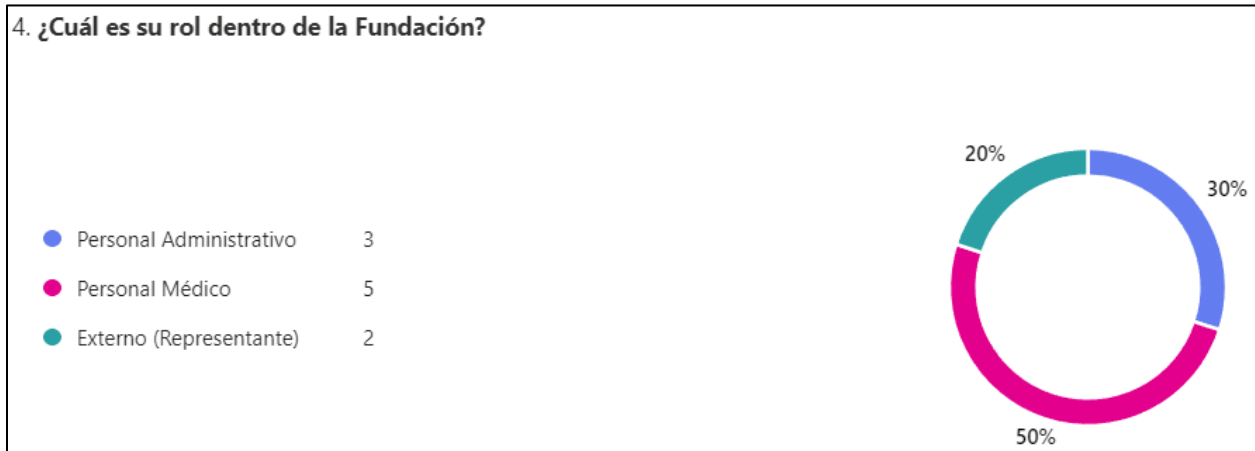 4. ¿Cuál es su rol dentro de la Fundación?
Personal Administrativo 3
Personal Médico 5
Externo (Representante) 2
20%
30%
50%